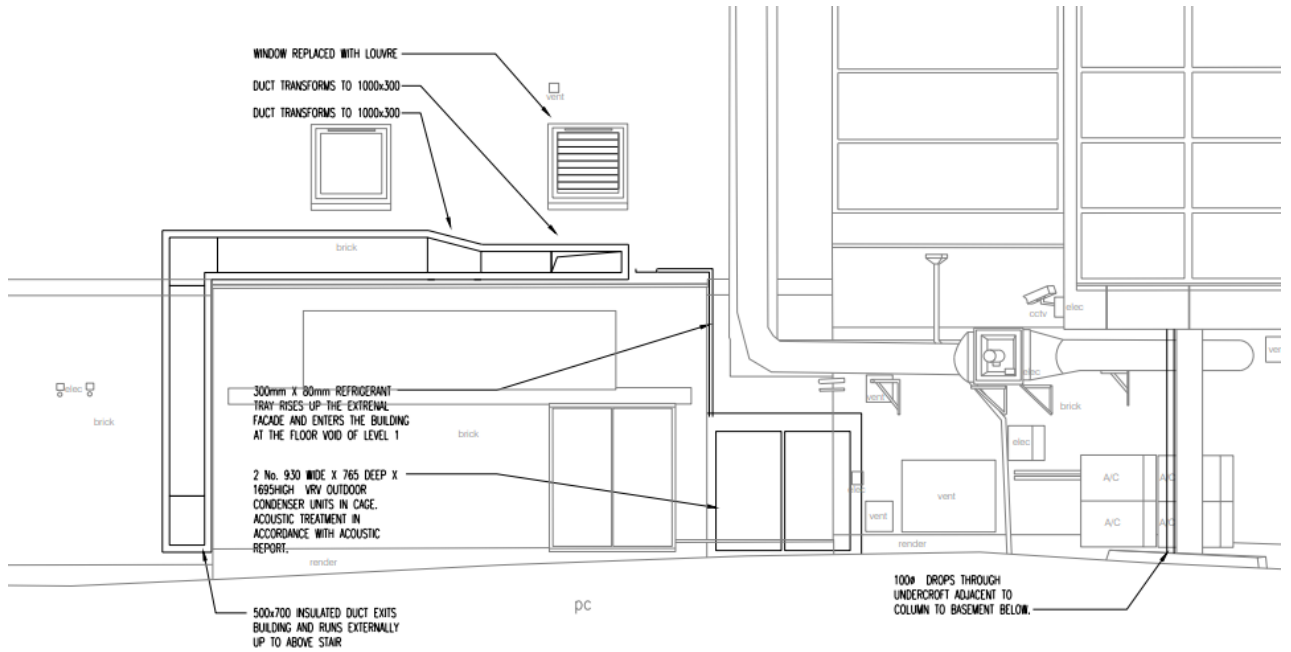 WINDOW REPLACED WITH LOUVRE
DUCT TRANSFORMS TO 1000x300
DUCT TRANSFORMS TO 1000x300
vent
brick
elec
brick
300mm X 80mm REFRIGERANT
TRAY RISES UP THE EXTRENAL
FACADE AND ENTERS THE BUILDING
AT THE FLOOR VOID OF LEVEL 1
brick
2 No. 930 WIDE X 765 DEEP X
1695HIGH VRV OUTDOOR
CONDENSER UNITS IN CAGE.
ACOUSTIC TREATMENT IN
ACCORDANCE WITH ACOUSTIC
REPORT.
render
500x700 INSULATED DUCT EXITS
BUILDING AND RUNS EXTERNALLY
UP TO ABOVE STAIR
pc
cctv
elec
elec
vent
brick
elec
elec
vent
vent
render
A/C
A/C
A/C
A/C
100ø DROPS THROUGH
UNDERCROFT ADJACENT TO
COLUMN TO BASEMENT BELOW.